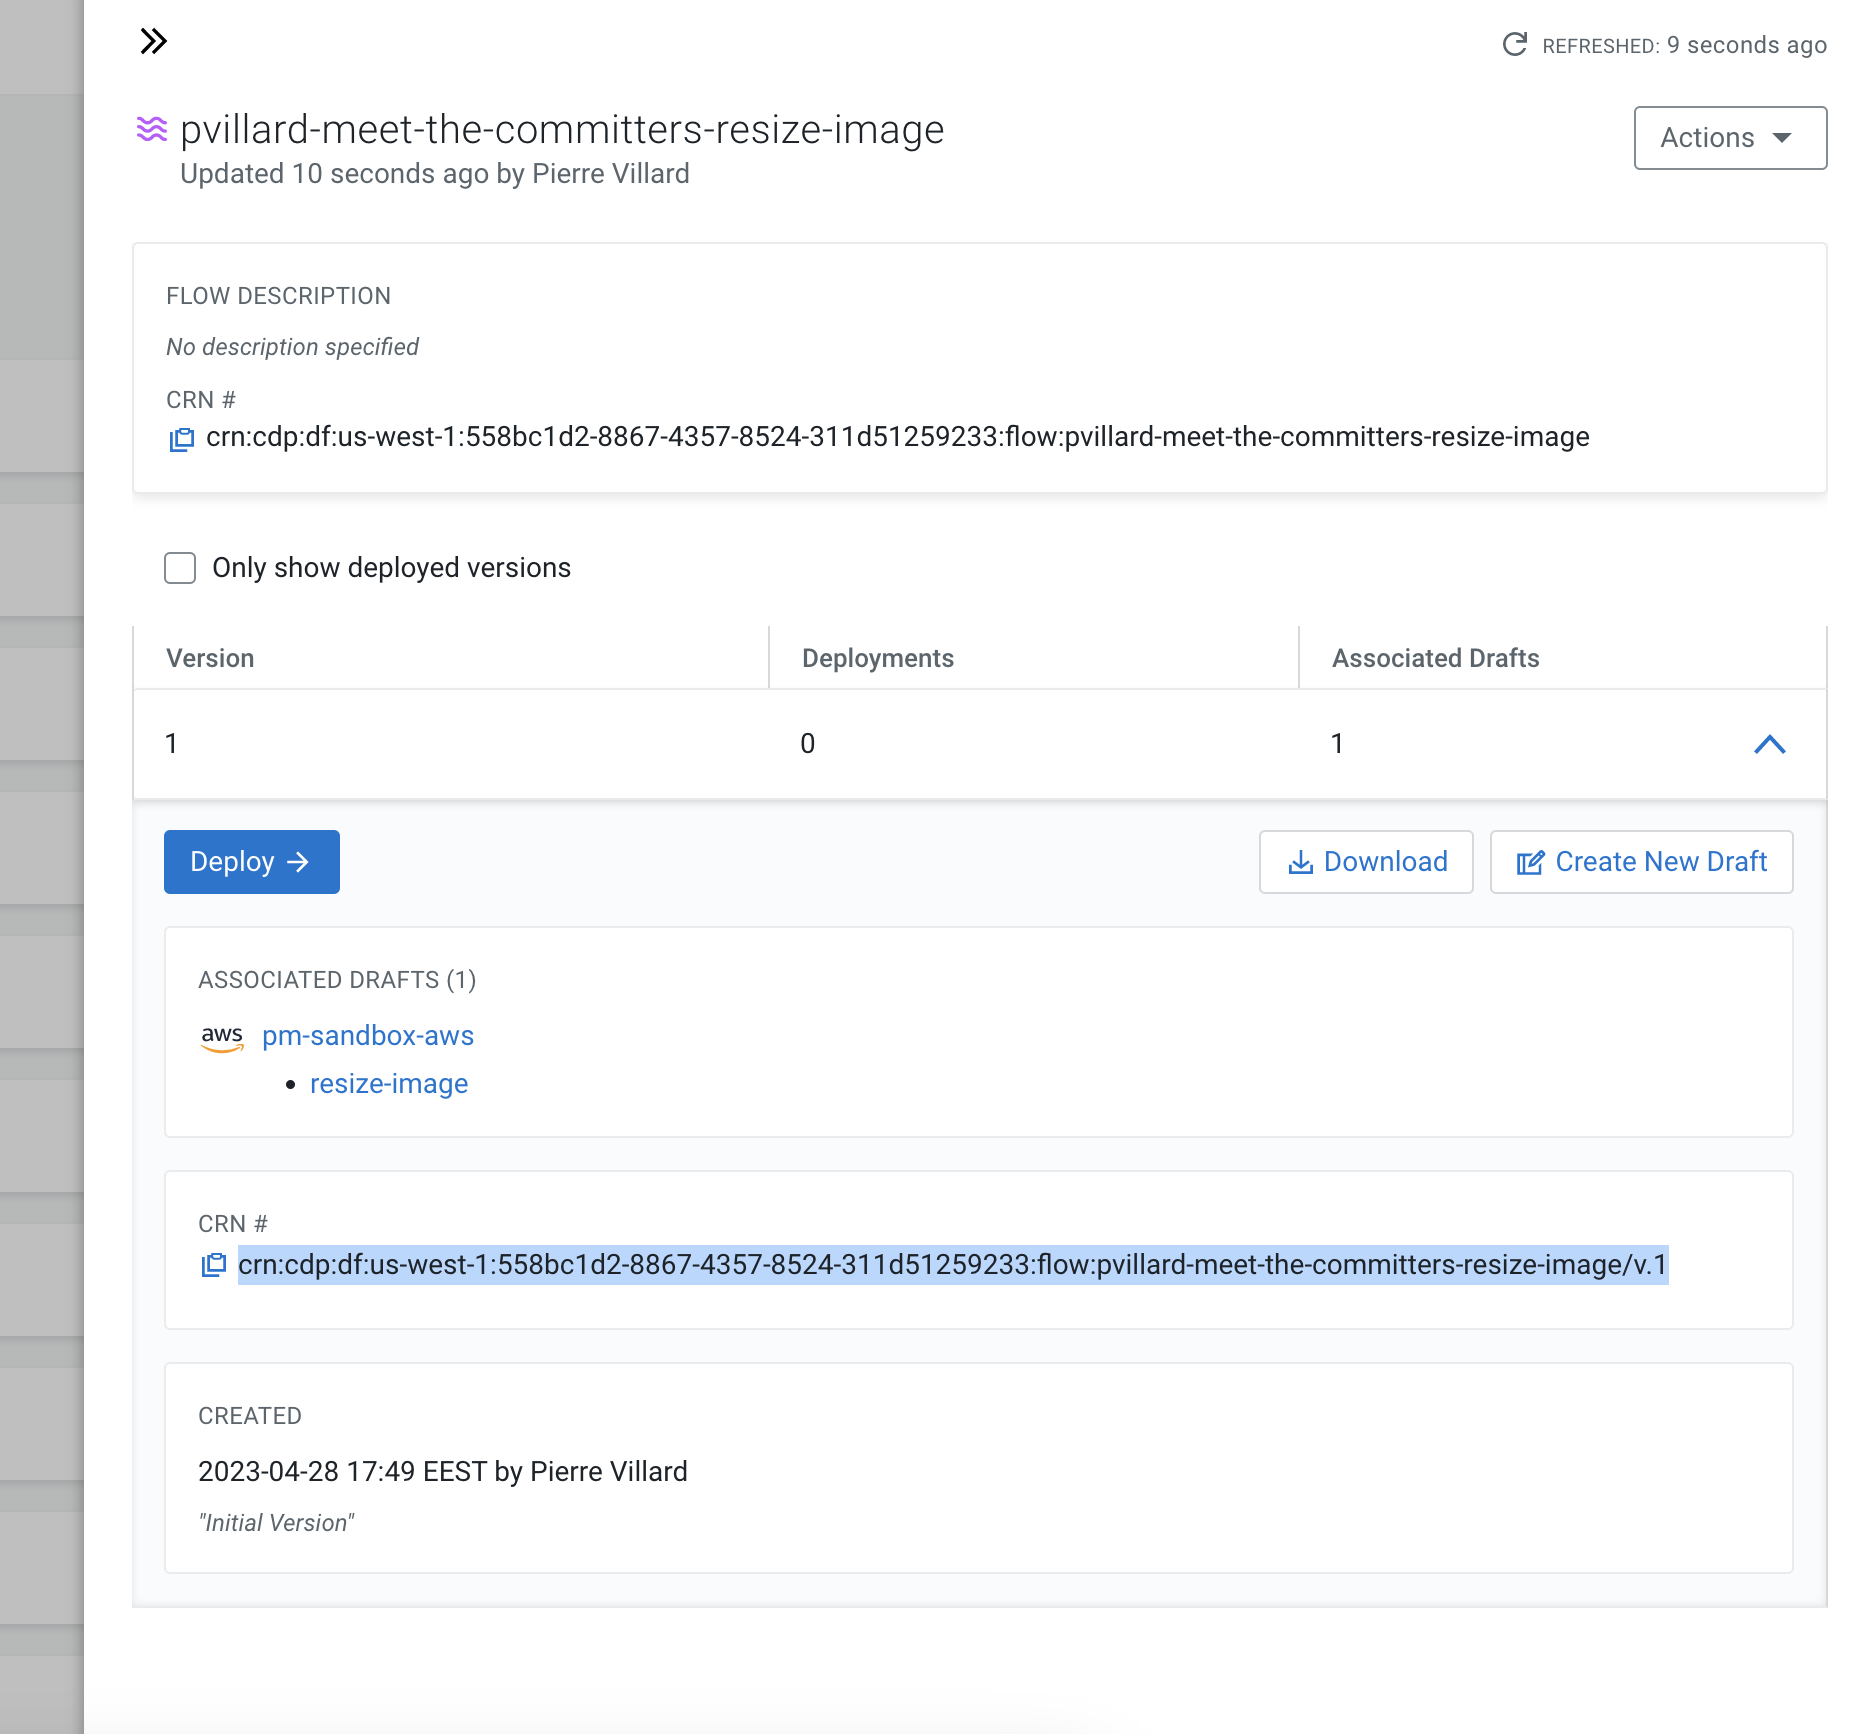 REFRESHED: 9 seconds ago
pvillard-meet-the-committers-resize-image
Actions
Updated 10 seconds ago by Pierre Villard
FLOW DESCRIPTION
No description specified
CRN #
crn:cdp:df:us-west-1:558bc1d2-8867-4357-8524-311d51259233:flow:pvillard-meet-the-committers-resize-image
Only show deployed versions
Version Deployments Associated Drafts
1 0 1
Deploy → Download Create New Draft
ASSOCIATED DRAFTS (1)
aws pm-sandbox-aws
• resize-image
CRN #
crn:cdp:df:us-west-1:558bc1d2-8867-4357-8524-311d51259233:flow:pvillard-meet-the-committers-resize-image/v.1
CREATED
2023-04-28 17:49 EEST by Pierre Villard
"Initial Version"